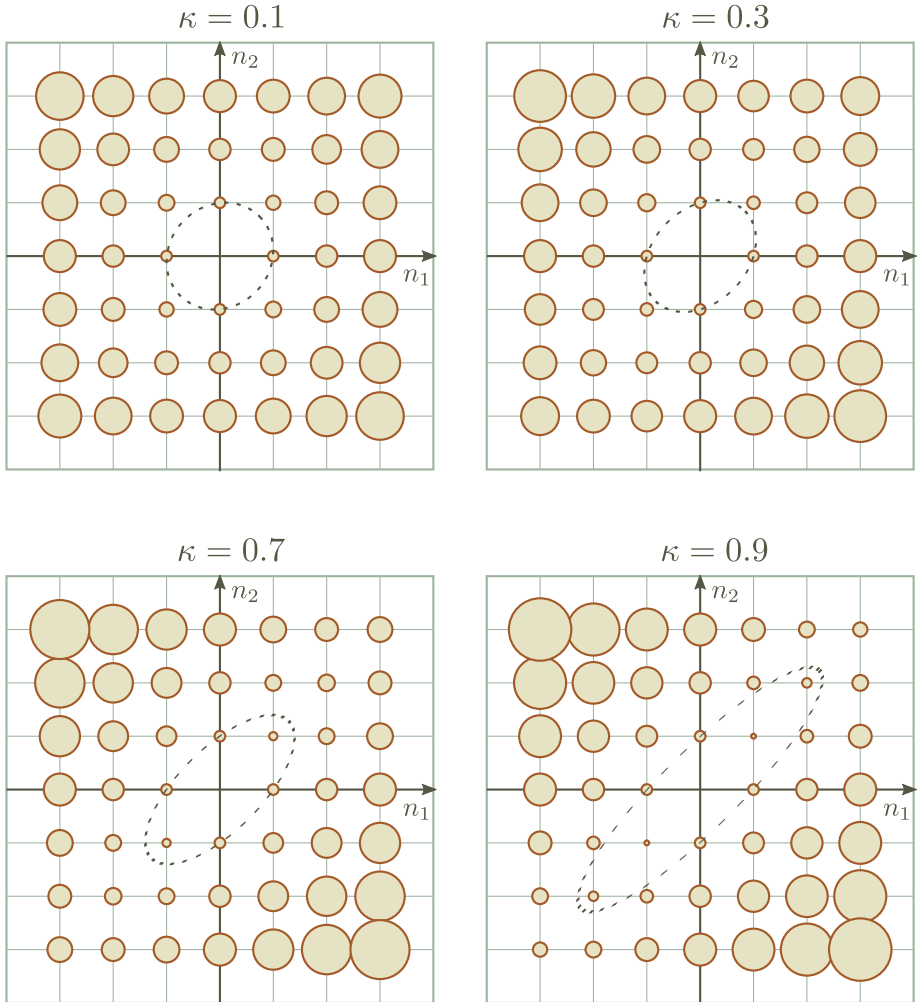 κ = 0.1
κ = 0.3
n₂
n₂
n₁
n₁
κ = 0.7
κ = 0.9
n₂
n₂
n₁
n₁